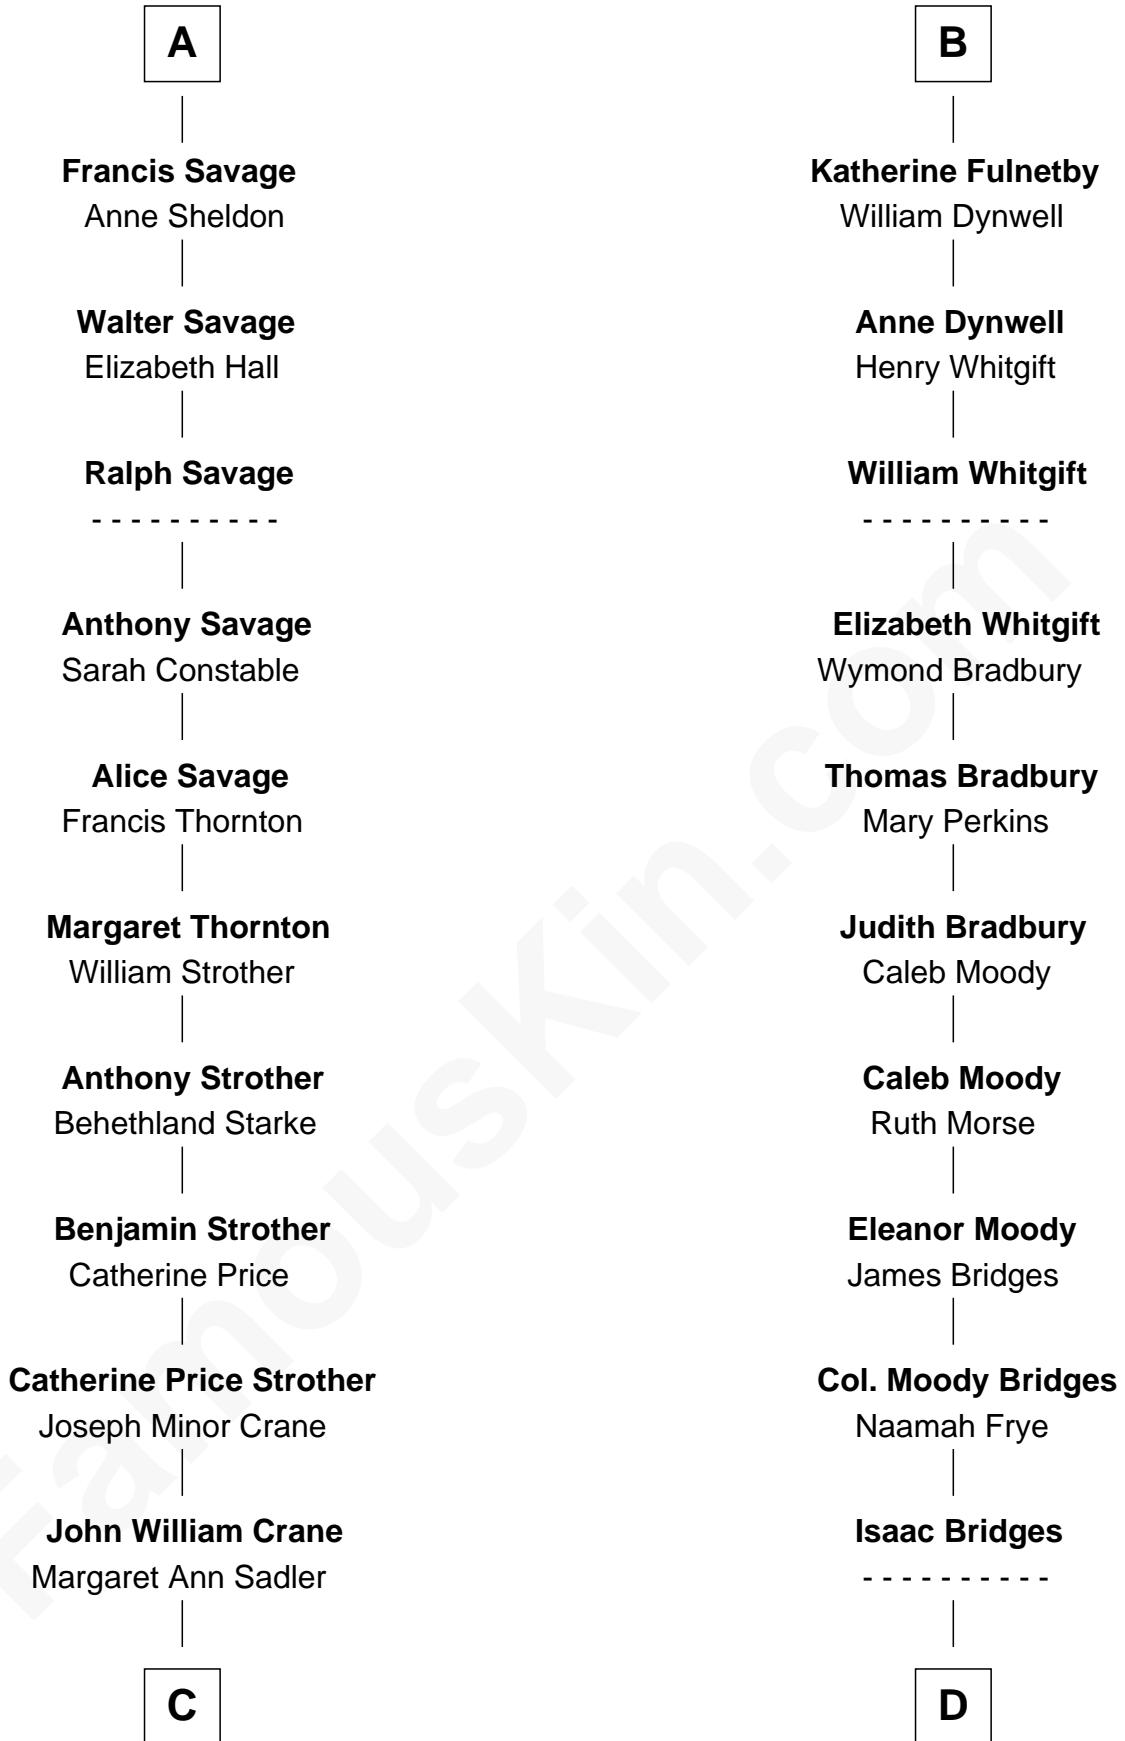 A
Francis Savage
Anne Sheldon
Walter Savage
Elizabeth Hall
Ralph Savage
- - - - - - - - - -
Anthony Savage
Sarah Constable
Alice Savage
Francis Thornton
Margaret Thornton
William Strother
Anthony Strother
Behethland Starke
Benjamin Strother
Catherine Price
Catherine Price Strother
Joseph Minor Crane
John William Crane
Margaret Ann Sadler
C
B
Katherine Fulnetby
William Dynwell
Anne Dynwell
Henry Whitgift
William Whitgift
- - - - - - - - - -
Elizabeth Whitgift
Wymond Bradbury
Thomas Bradbury
Mary Perkins
Judith Bradbury
Caleb Moody
Caleb Moody
Ruth Morse
Eleanor Moody
James Bridges
Col. Moody Bridges
Naamah Frye
Isaac Bridges
- - - - - - - - - -
D
FamousKin.com